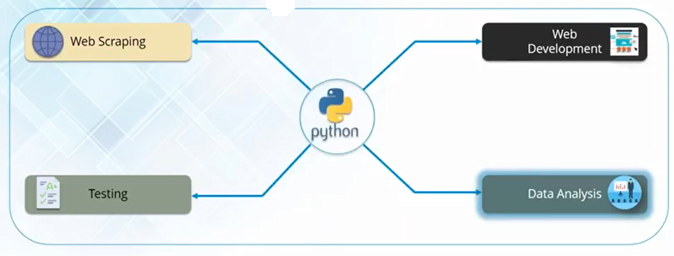 Web Scraping
Web
Development
python
Testing
Data Analysis